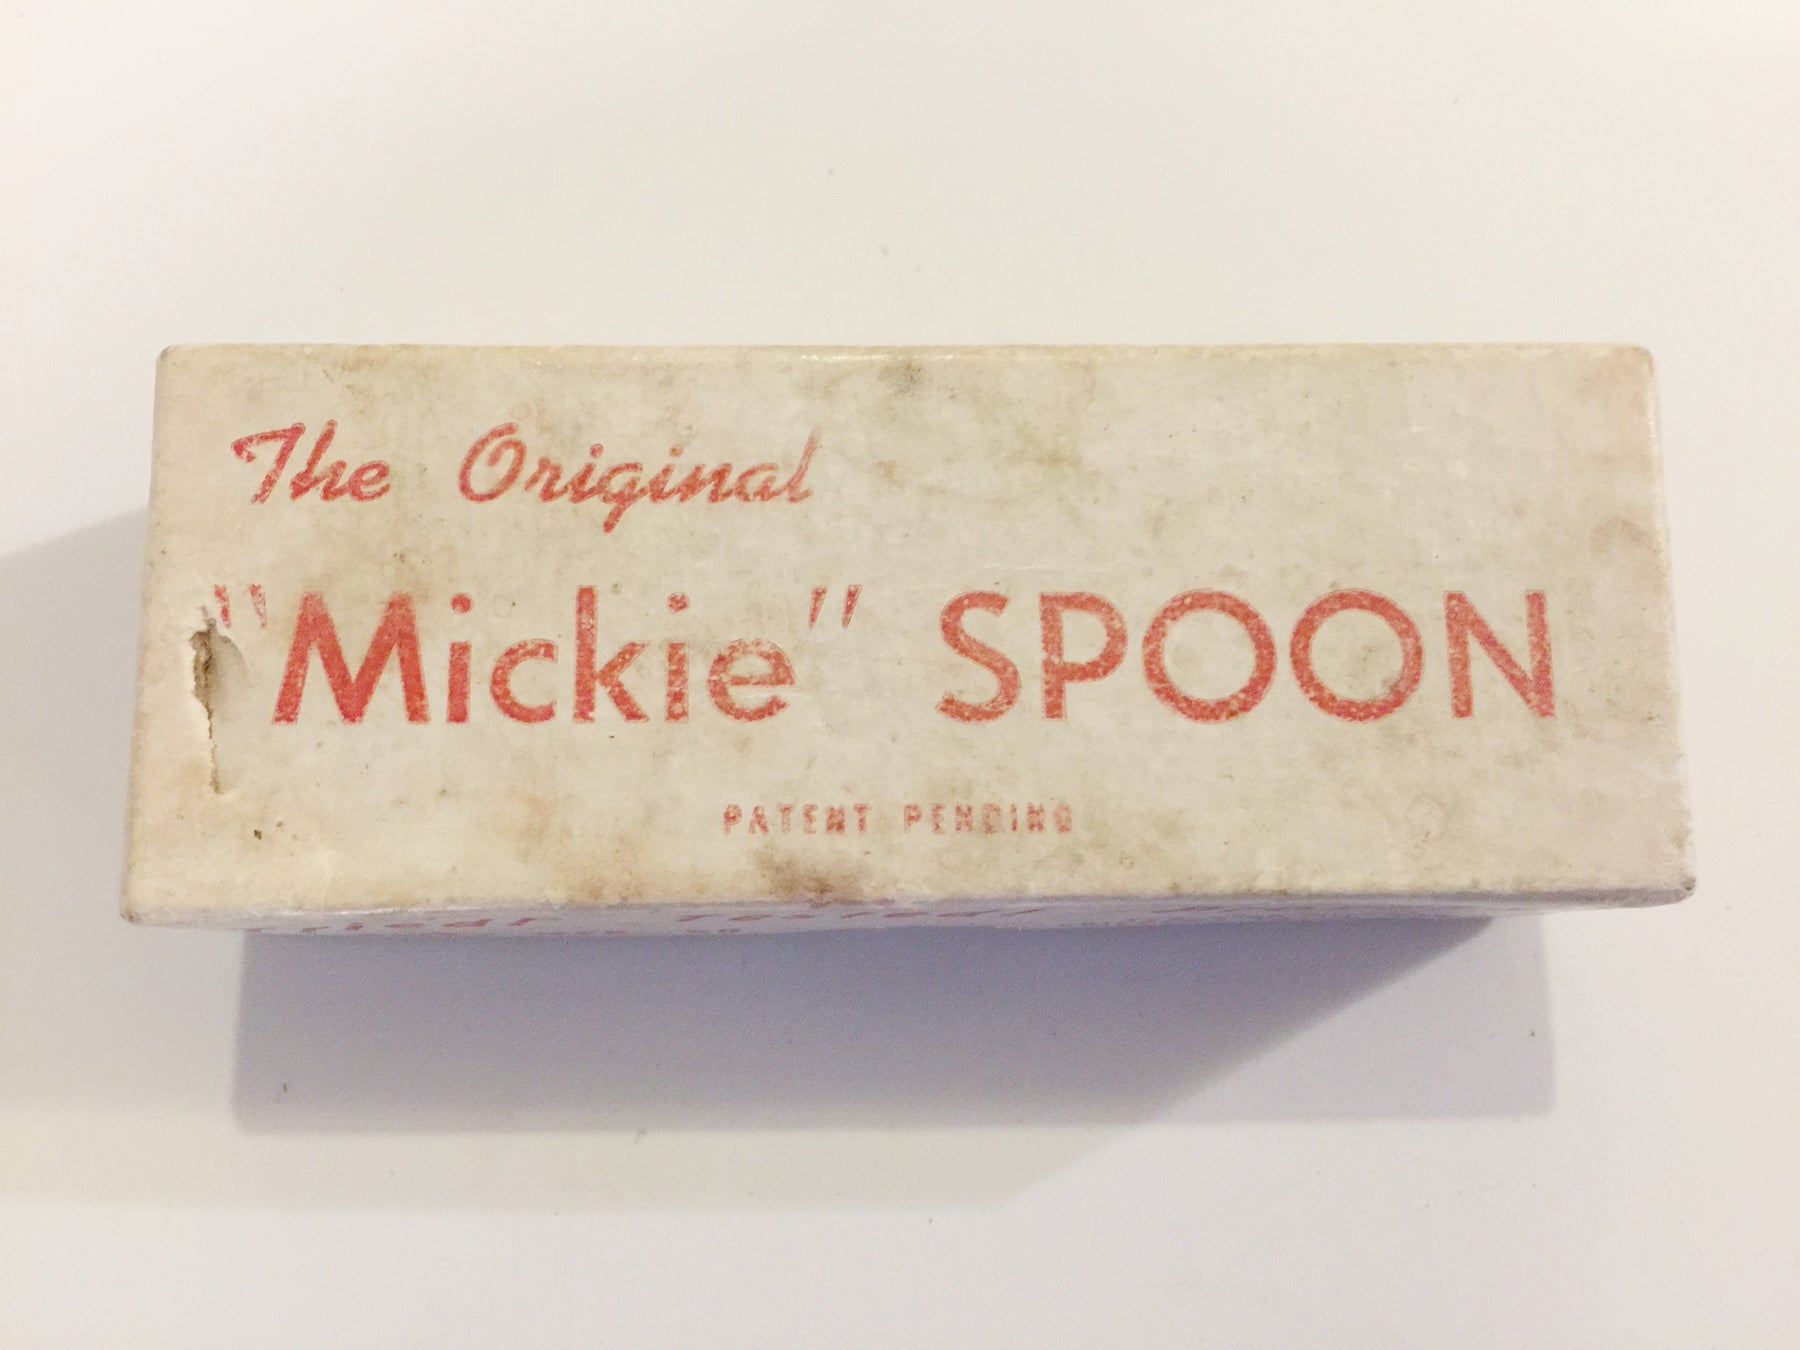 The Original
"Mickie" SPOON
PATENT PENDING